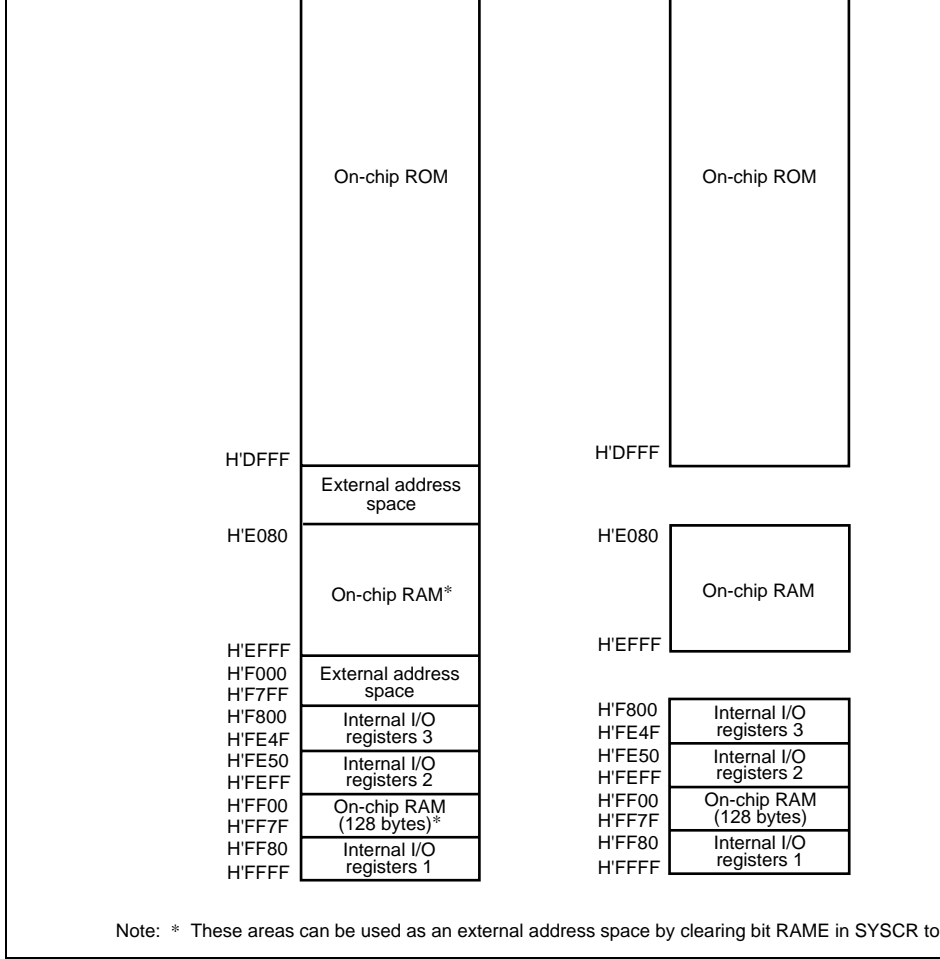 On-chip ROM
H'DFFF
External address
space
H'E080
On-chip RAM*
H'EFFF
H'F000
External address
space
H'F7FF
H'F800
Internal I/O
registers 3
H'FE4F
H'FE50
Internal I/O
registers 2
H'FEFF
H'FF00
On-chip RAM
(128 bytes)*
H'FF7F
H'FF80
Internal I/O
registers 1
H'FFFF
On-chip ROM
H'DFFF
H'E080
On-chip RAM
H'EFFF
H'F800
Internal I/O
registers 3
H'FE4F
H'FE50
Internal I/O
registers 2
H'FEFF
H'FF00
On-chip RAM
(128 bytes)
H'FF7F
H'FF80
Internal I/O
registers 1
H'FFFF
Note: * These areas can be used as an external address space by clearing bit RAME in SYSCR to